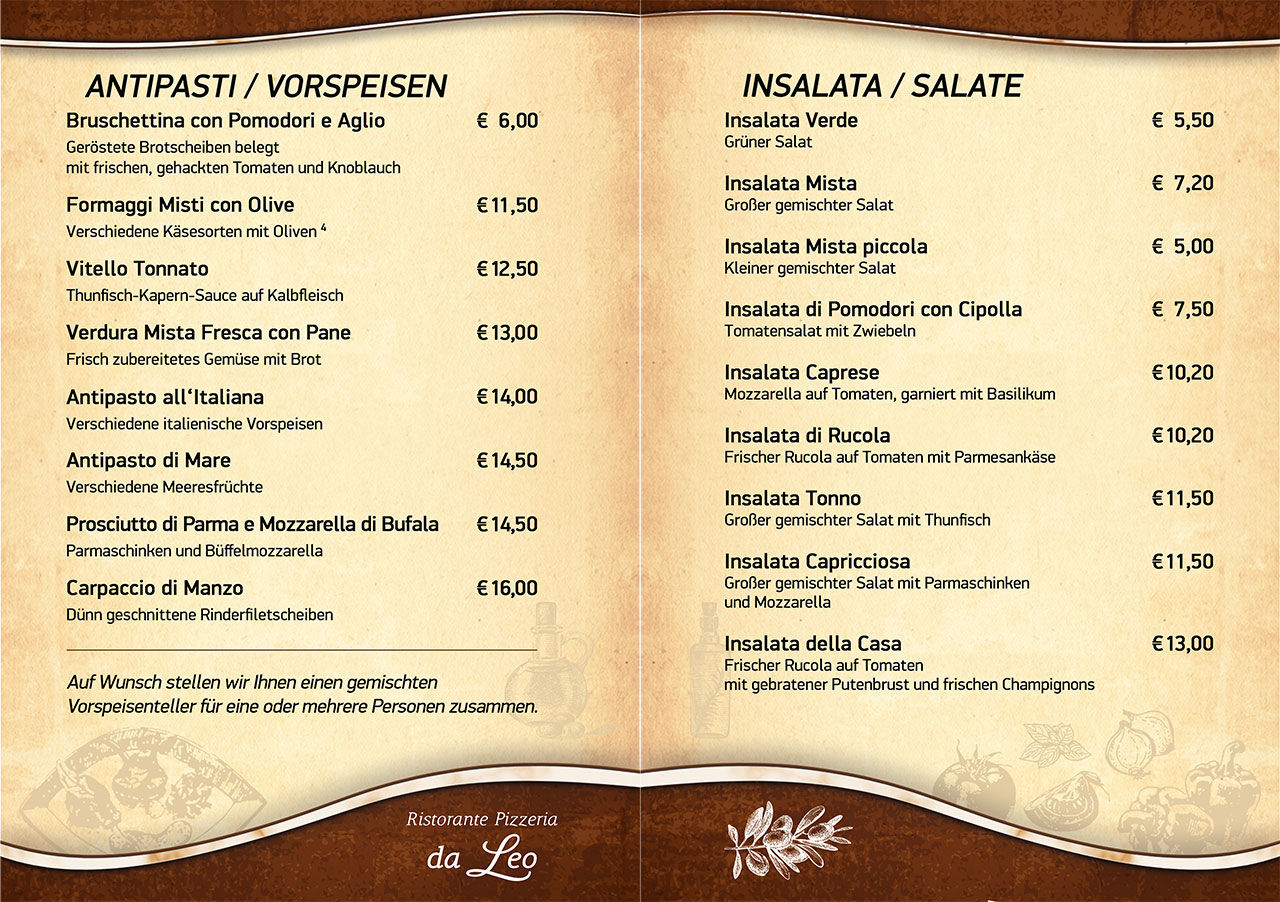 ANTIPASTI / VORSPEISEN
Bruschettina con Pomodori e Aglio € 6,00
Geröstete Brotscheiben belegt
mit frischen, gehackten Tomaten und Knoblauch
Formaggi Misti con Olive € 11,50
Verschiedene Käsesorten mit Oliven ⁴
Vitello Tonnato € 12,50
Thunfisch-Kapern-Sauce auf Kalbfleisch
Verdura Mista Fresca con Pane € 13,00
Frisch zubereitetes Gemüse mit Brot
Antipasto all‘Italiana € 14,00
Verschiedene italienische Vorspeisen
Antipasto di Mare € 14,50
Verschiedene Meeresfrüchte
Prosciutto di Parma e Mozzarella di Bufala € 14,50
Parmaschinken und Büffelmozzarella
Carpaccio di Manzo € 16,00
Dünn geschnittene Rinderfiletscheiben
Auf Wunsch stellen wir Ihnen einen gemischten
Vorspeisenteller für eine oder mehrere Personen zusammen.
Ristorante Pizzeria
da Leo
INSALATA / SALATE
Insalata Verde € 5,50
Grüner Salat
Insalata Mista € 7,20
Großer gemischter Salat
Insalata Mista piccola € 5,00
Kleiner gemischter Salat
Insalata di Pomodori con Cipolla € 7,50
Tomatensalat mit Zwiebeln
Insalata Caprese € 10,20
Mozzarella auf Tomaten, garniert mit Basilikum
Insalata di Rucola € 10,20
Frischer Rucola auf Tomaten mit Parmesankäse
Insalata Tonno € 11,50
Großer gemischter Salat mit Thunfisch
Insalata Capricciosa € 11,50
Großer gemischter Salat mit Parmaschinken
und Mozzarella
Insalata della Casa € 13,00
Frischer Rucola auf Tomaten
mit gebratener Putenbrust und frischen Champignons